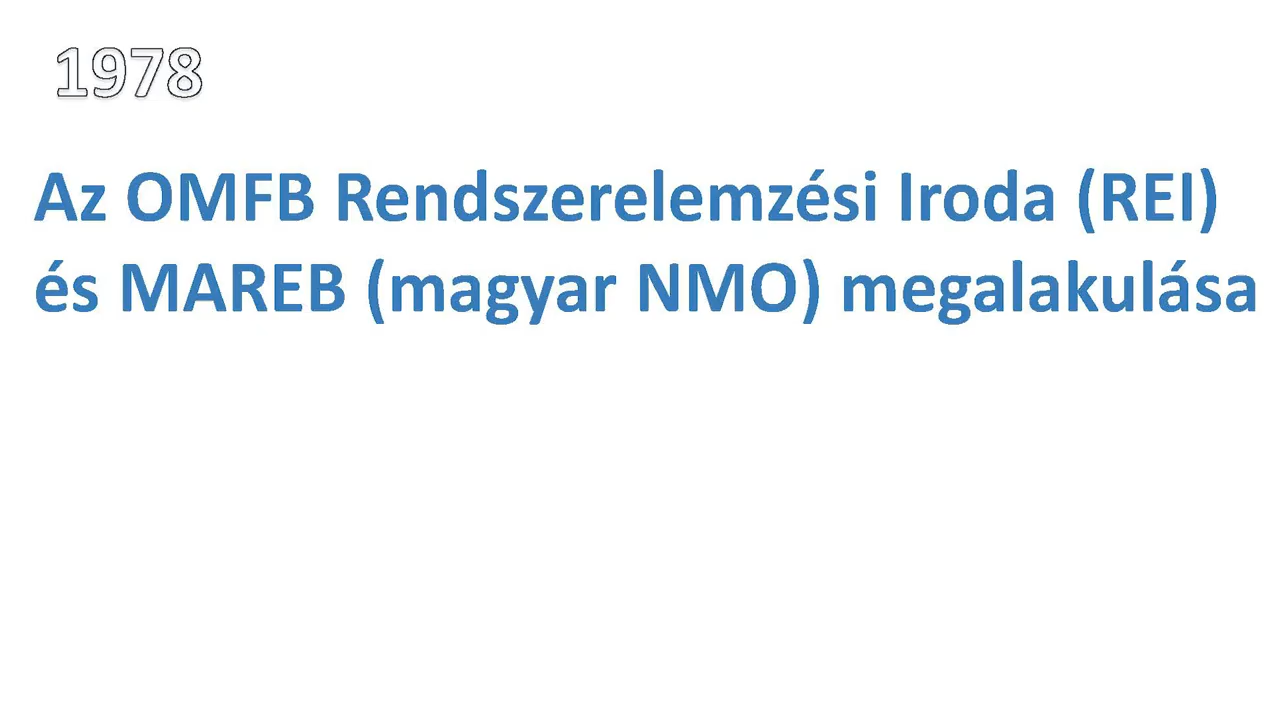 1978
Az OMFB Rendszerelemzési Iroda (REI)
és MAREB (magyar NMO) megalakulása